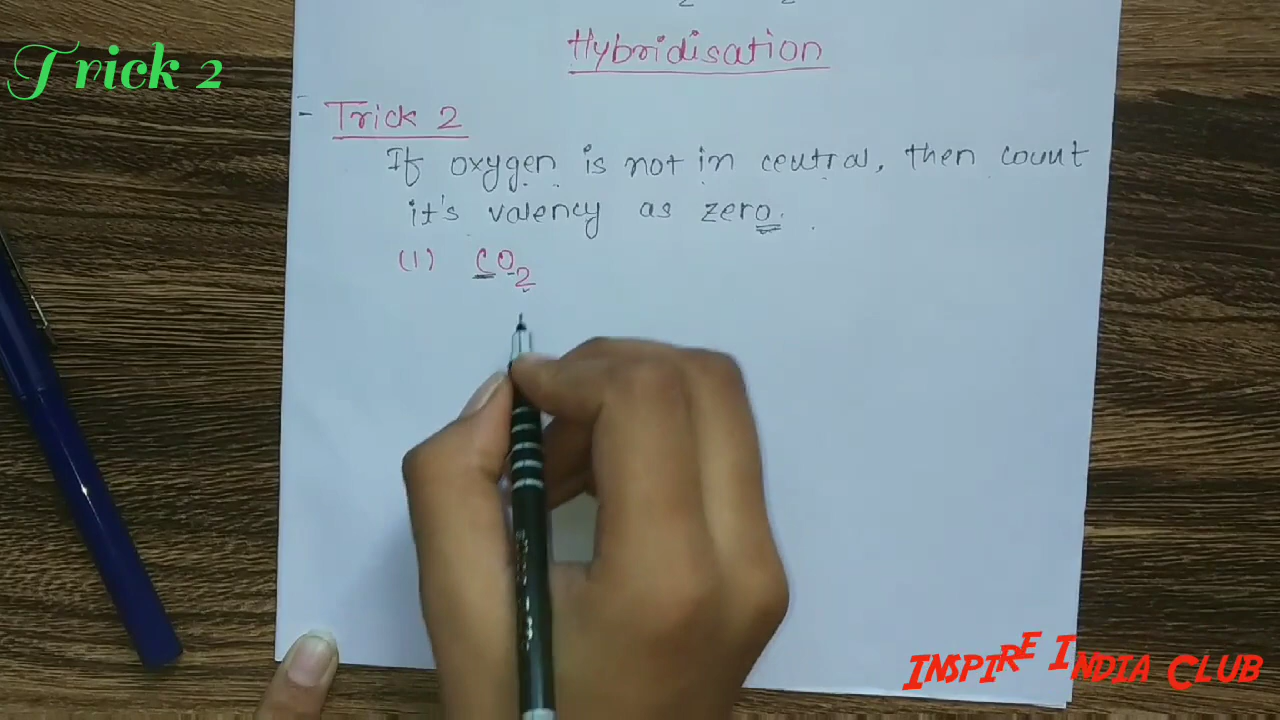 Trick 2
Hybridisation
Trick 2
If oxygen is not in central, then count
it's valency as zero.
(1) CO2
INSPIRE INDIA CLUB